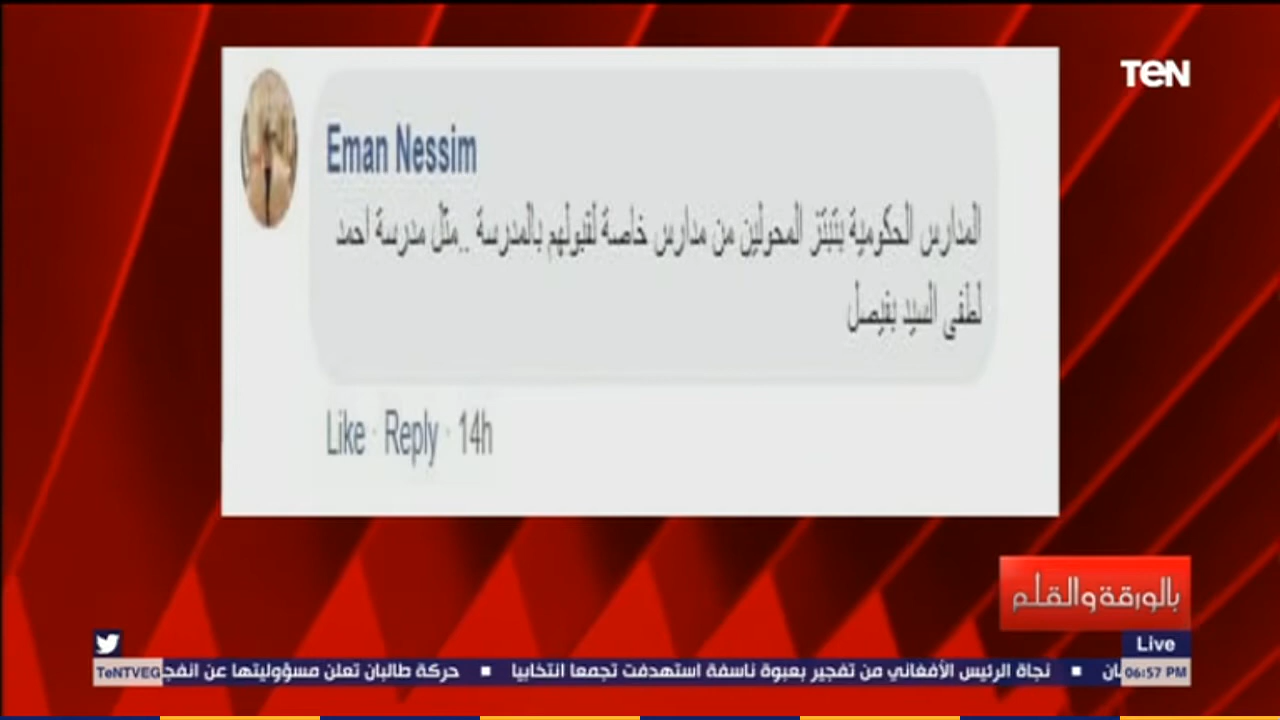 TeN
Eman Nessim
المدارس الحكومية بتبتز المحولين من مدارس خاصة لقبولهم بالمدرسة ..مثل مدرسة احمد
لطفى السيد بفيصل
Like · Reply · 14h
بالورقة والقلم
Live
06:57 PM
نجاة الرئيس الأفغاني من تفجير بعبوة ناسفة استهدفت تجمعا انتخابيا ■ حركة طالبان تعلن مسؤوليتها عن
TeNTVEG